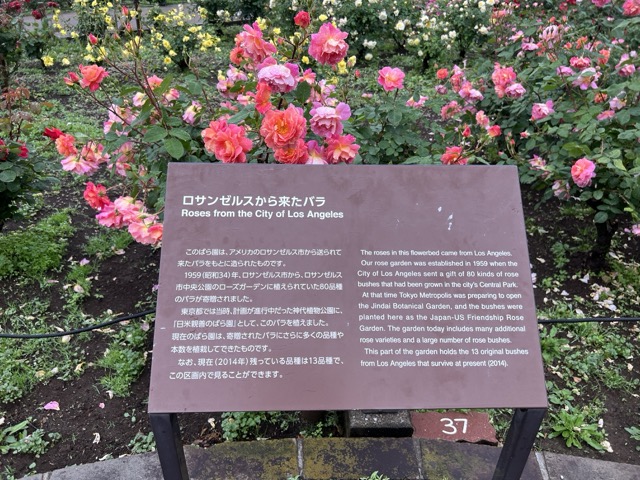 ロサンゼルスから来たバラ
Roses from the City of Los Angeles
このばら園は、アメリカのロサンゼルス市から送られて
来たバラをもとに造られたものです。
1959(昭和34)年、ロサンゼルス市から、ロサンゼルス
市中央公園のローズガーデンに植えられていた80品種
のバラが寄贈されました。
東京都では当時、計画が進行中だった神代植物公園に、
「日米親善のばら園」として、このバラを植えました。
現在のばら園は、寄贈されたバラにさらに多くの品種や
本数を植栽してできたものです。
なお、現在(2014年)残っている品種は13品種で、
この区画内で見ることができます。
The roses in this flowerbed came from Los Angeles.
Our rose garden was established in 1959 when the
City of Los Angeles sent a gift of 80 kinds of rose
bushes that had been grown in the city's Central Park.
At that time Tokyo Metropolis was preparing to open
the Jindai Botanical Garden, and the bushes were
planted here as the Japan-US Friendship Rose
Garden. The garden today includes many additional
rose varieties and a large number of rose bushes.
This part of the garden holds the 13 original bushes
from Los Angeles that survive at present (2014).
37